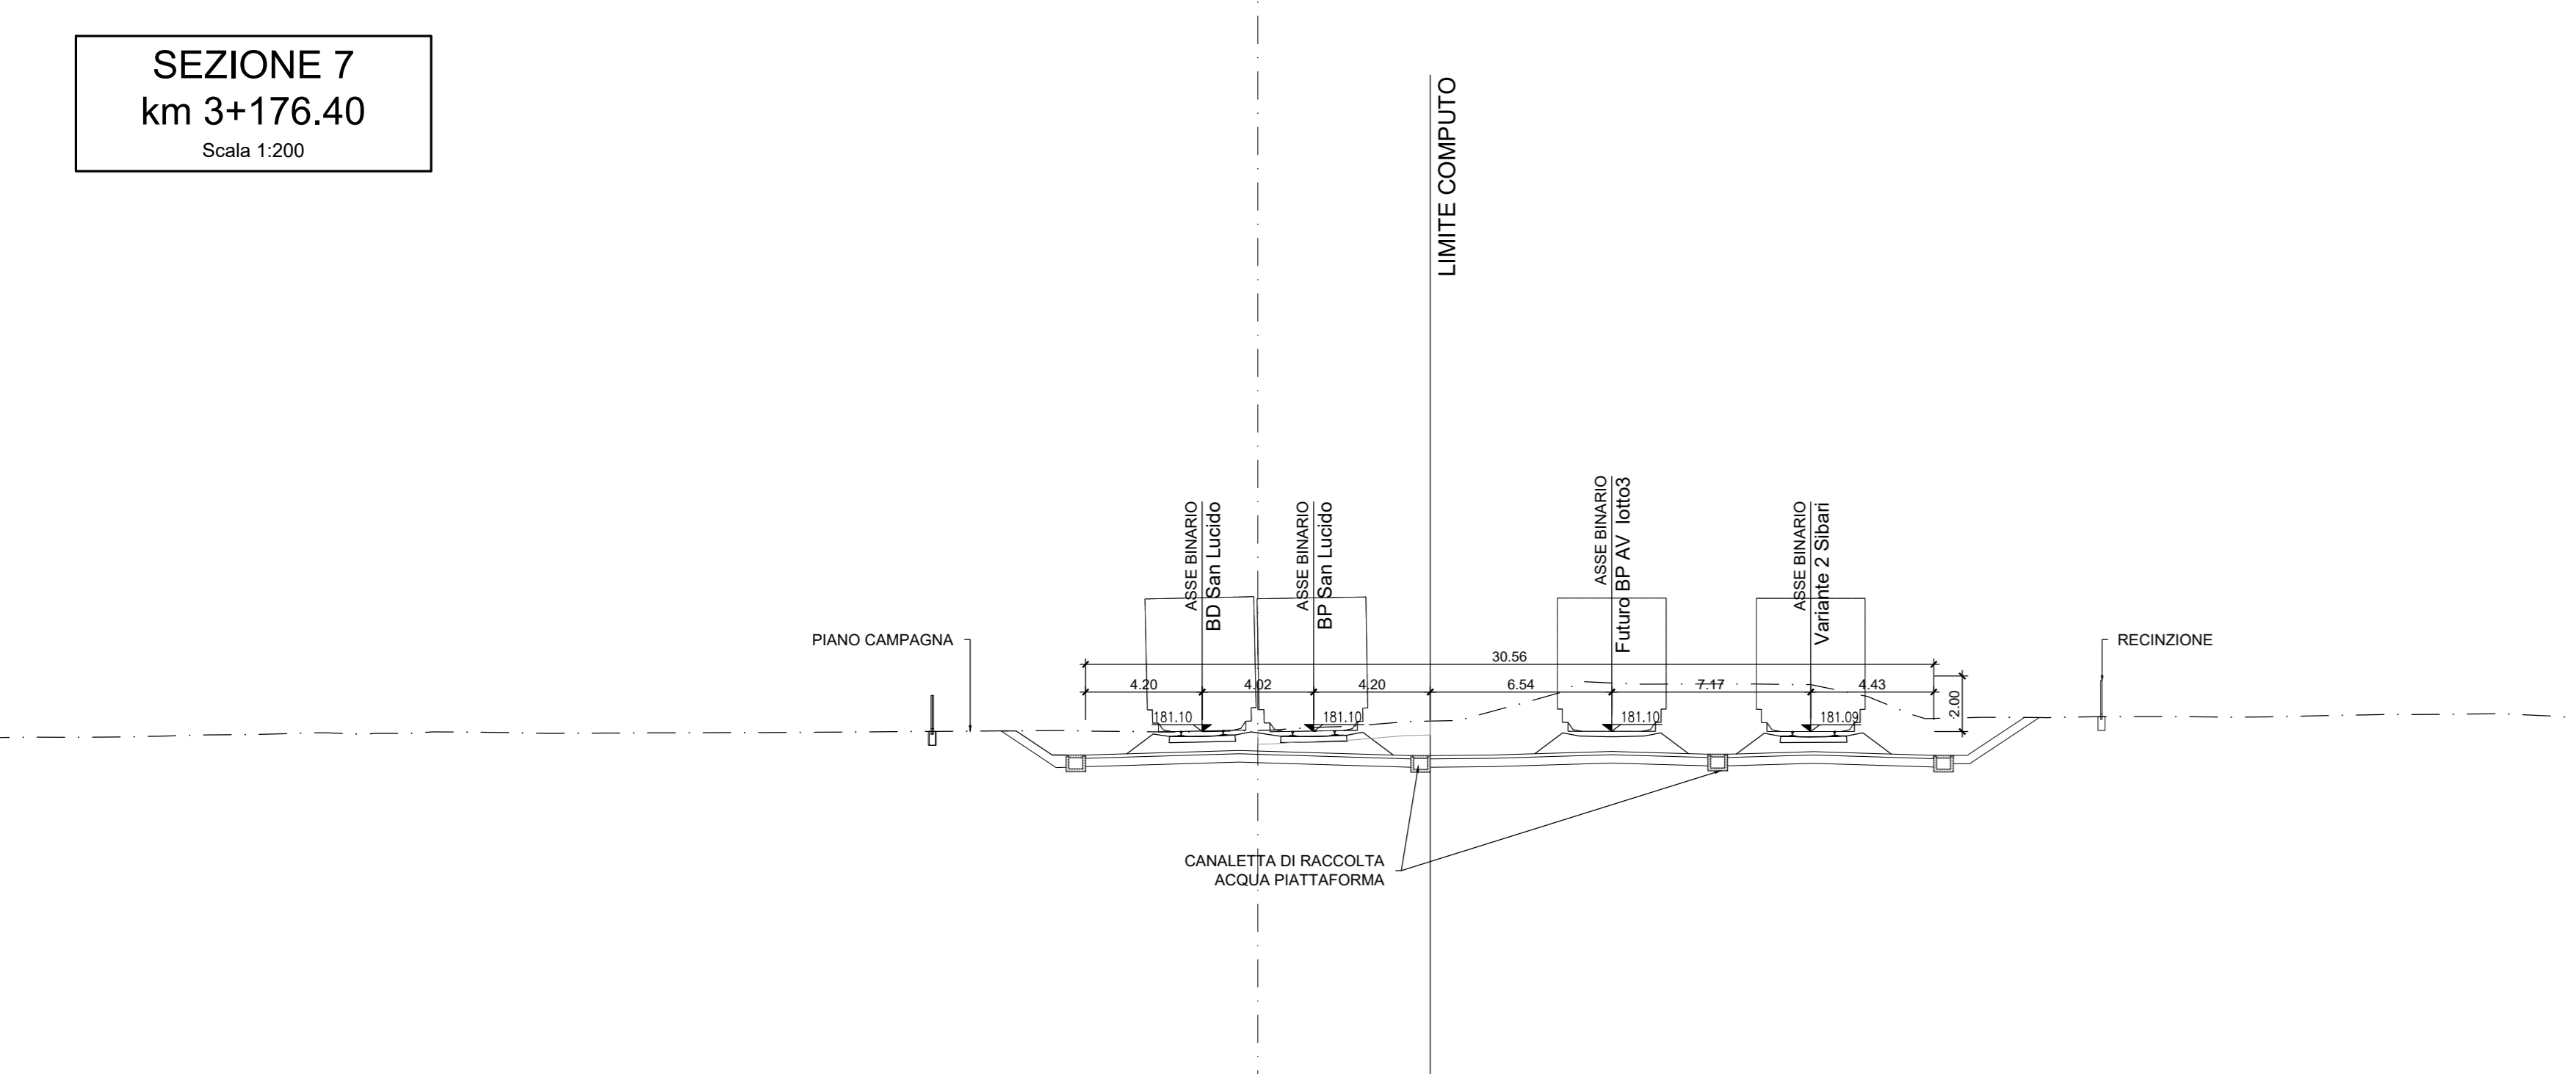 SEZIONE 7
km 3+176.40
Scala 1:200
LIMITE COMPUTO
ASSE BINARIO
BD San Lucido
ASSE BINARIO
BP San Lucido
ASSE BINARIO
Futuro BP AV lotto3
ASSE BINARIO
Variante 2 Sibari
PIANO CAMPAGNA
RECINZIONE
30.56
4.20
4.02
4.20
6.54
7.17
4.43
2.00
181.10
181.10
181.10
181.09
CANALETTA DI RACCOLTA
ACQUA PIATTAFORMA